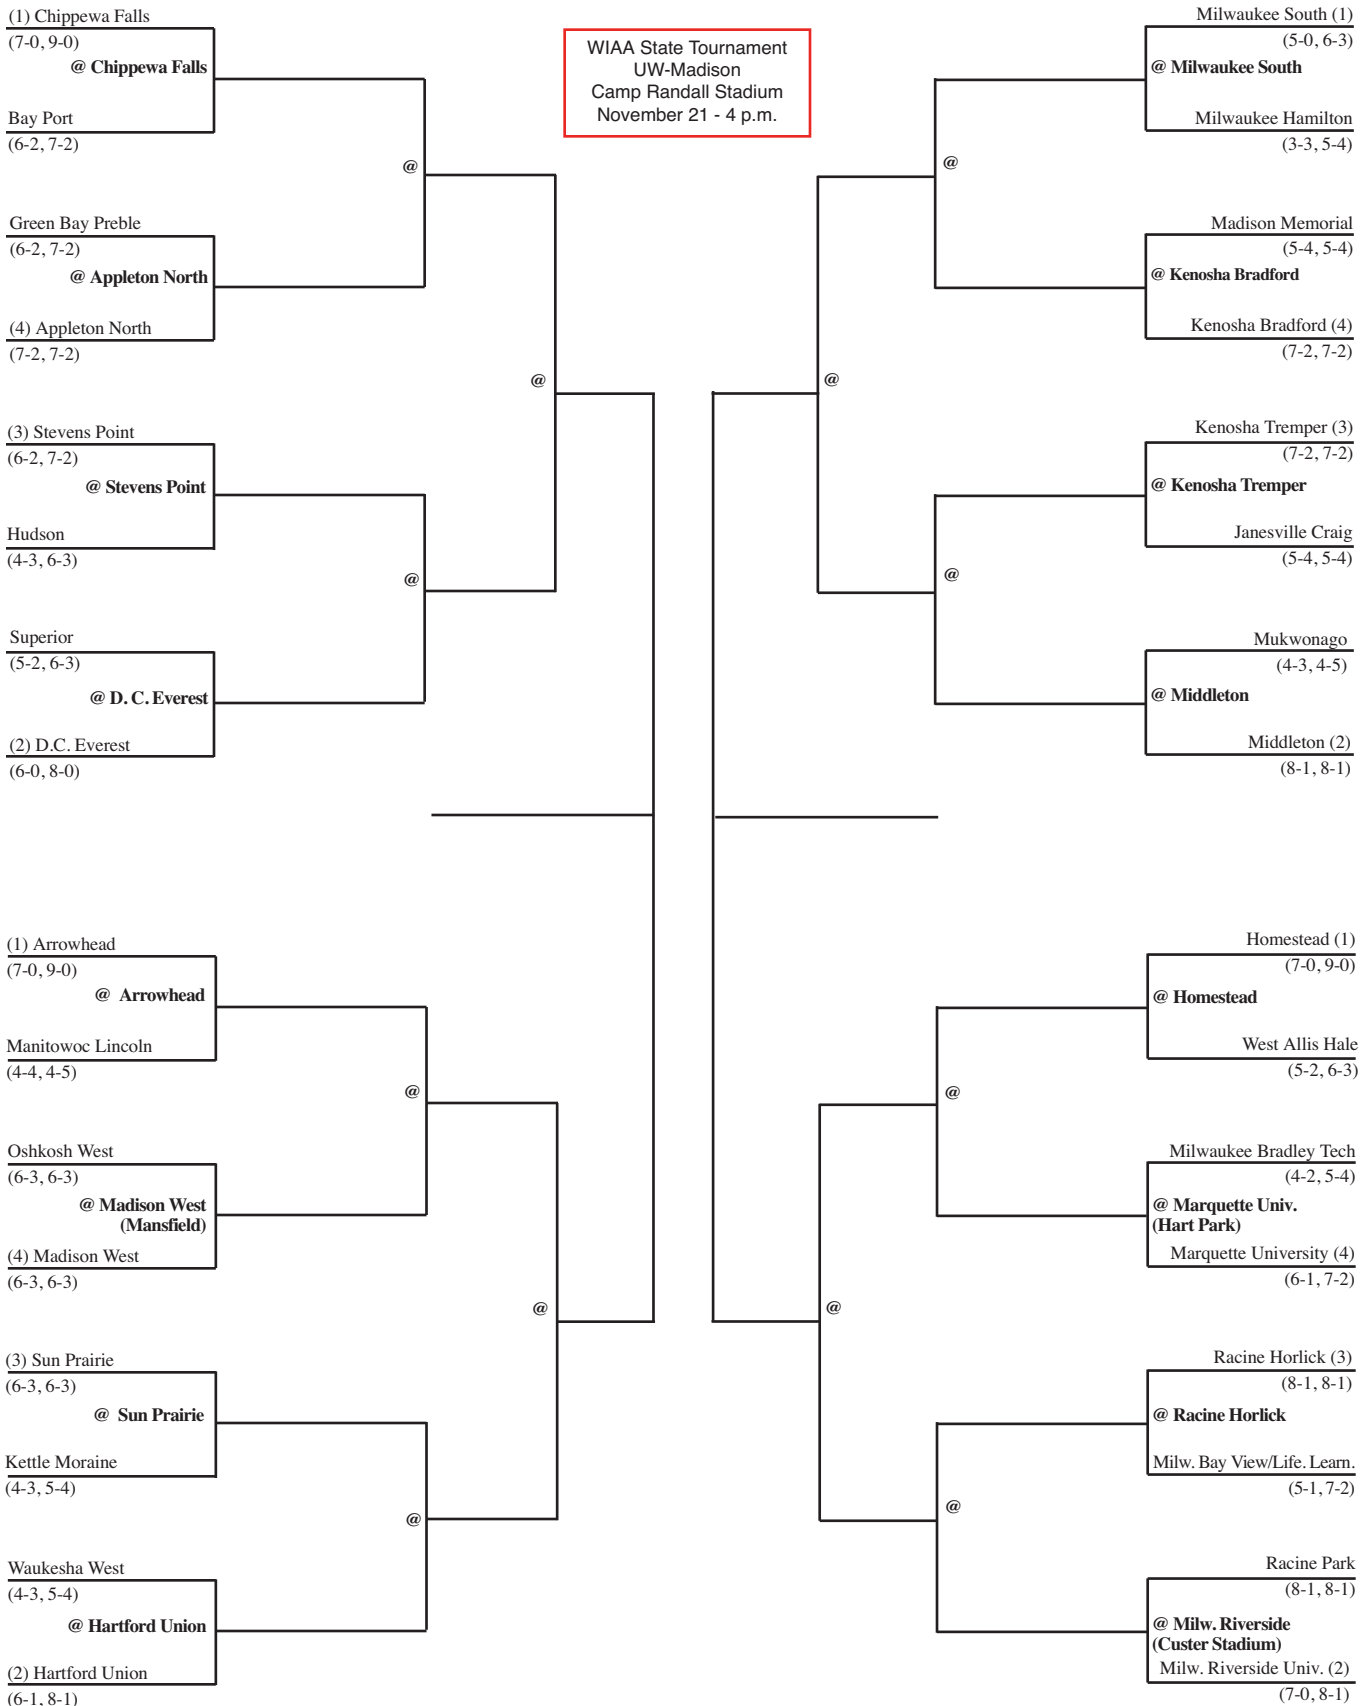 (1) Chippewa Falls
(7-0, 9-0)
@ Chippewa Falls
Bay Port
(6-2, 7-2)
@
Green Bay Preble
(6-2, 7-2)
@ Appleton North
(4) Appleton North
(7-2, 7-2)
@
(3) Stevens Point
(6-2, 7-2)
@ Stevens Point
Hudson
(4-3, 6-3)
@
Superior
(5-2, 6-3)
@ D. C. Everest
(2) D.C. Everest
(6-0, 8-0)
(1) Arrowhead
(7-0, 9-0)
@ Arrowhead
Manitowoc Lincoln
(4-4, 4-5)
@
Oshkosh West
(6-3, 6-3)
@ Madison West
(Mansfield)
(4) Madison West
(6-3, 6-3)
@
(3) Sun Prairie
(6-3, 6-3)
@ Sun Prairie
Kettle Moraine
(4-3, 5-4)
@
Waukesha West
(4-3, 5-4)
@ Hartford Union
(2) Hartford Union
(6-1, 8-1)
WIAA State Tournament
UW-Madison
Camp Randall Stadium
November 21 - 4 p.m.
Milwaukee South (1)
(5-0, 6-3)
@ Milwaukee South
Milwaukee Hamilton
(3-3, 5-4)
@
Madison Memorial
(5-4, 5-4)
@ Kenosha Bradford
Kenosha Bradford (4)
(7-2, 7-2)
@
Kenosha Tremper (3)
(7-2, 7-2)
@ Kenosha Tremper
Janesville Craig
(5-4, 5-4)
@
Mukwonago
(4-3, 4-5)
@ Middleton
Middleton (2)
(8-1, 8-1)
Homestead (1)
(7-0, 9-0)
@ Homestead
West Allis Hale
(5-2, 6-3)
@
Milwaukee Bradley Tech
(4-2, 5-4)
@ Marquette Univ.
(Hart Park)
Marquette University (4)
(6-1, 7-2)
@
Racine Horlick (3)
(8-1, 8-1)
@ Racine Horlick
Milw. Bay View/Life. Learn.
(5-1, 7-2)
@
Racine Park
(8-1, 8-1)
@ Milw. Riverside
(Custer Stadium)
Milw. Riverside Univ. (2)
(7-0, 8-1)